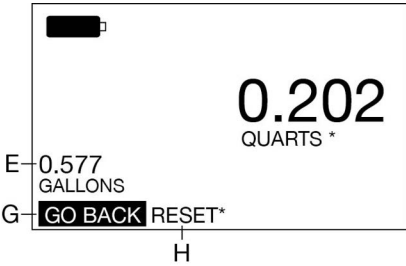 0.202
QUARTS *
E 0.577
GALLONS
G GO BACK RESET*
H